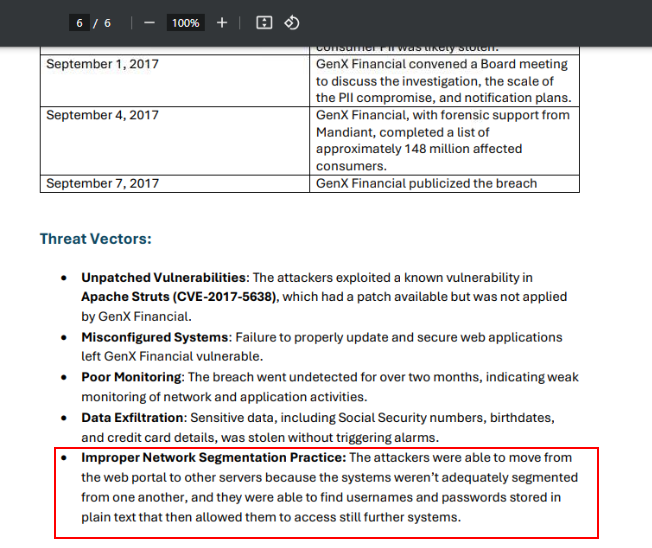 6 / 6
100%
consumer PII was likely stolen.
September 1, 2017
GenX Financial convened a Board meeting
to discuss the investigation, the scale of
the PII compromise, and notification plans.
September 4, 2017
GenX Financial, with forensic support from
Mandiant, completed a list of
approximately 148 million affected
consumers.
September 7, 2017
GenX Financial publicized the breach
Threat Vectors:
• Unpatched Vulnerabilities: The attackers exploited a known vulnerability in
Apache Struts (CVE-2017-5638), which had a patch available but was not applied
by GenX Financial.
• Misconfigured Systems: Failure to properly update and secure web applications
left GenX Financial vulnerable.
• Poor Monitoring: The breach went undetected for over two months, indicating weak
monitoring of network and application activities.
• Data Exfiltration: Sensitive data, including Social Security numbers, birthdates,
and credit card details, was stolen without triggering alarms.
• Improper Network Segmentation Practice: The attackers were able to move from
the web portal to other servers because the systems weren’t adequately segmented
from one another, and they were able to find usernames and passwords stored in
plain text that then allowed them to access still further systems.